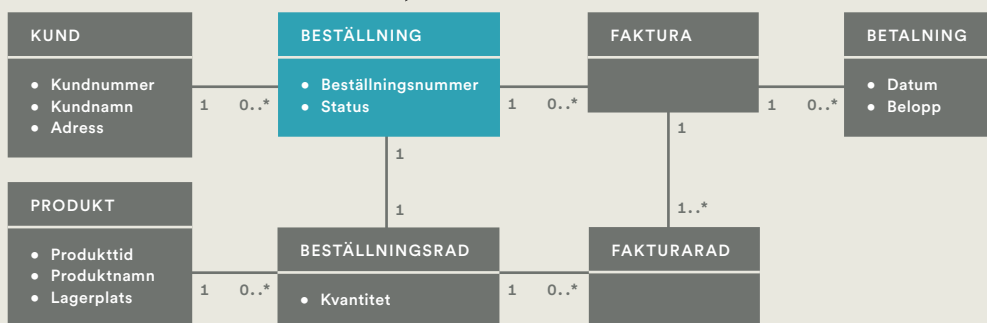 KUND
• Kundnummer
• Kundnamn
• Adress
1 0..*
BESTÄLLNING
• Beställningsnummer
• Status
1 0..*
FAKTURA
1 0..*
BETALNING
• Datum
• Belopp
1
1
1
1..*
PRODUKT
• Produkttid
• Produktnamn
• Lagerplats
1 0..*
BESTÄLLNINGSRAD
• Kvantitet
1 0..*
FAKTURARAD